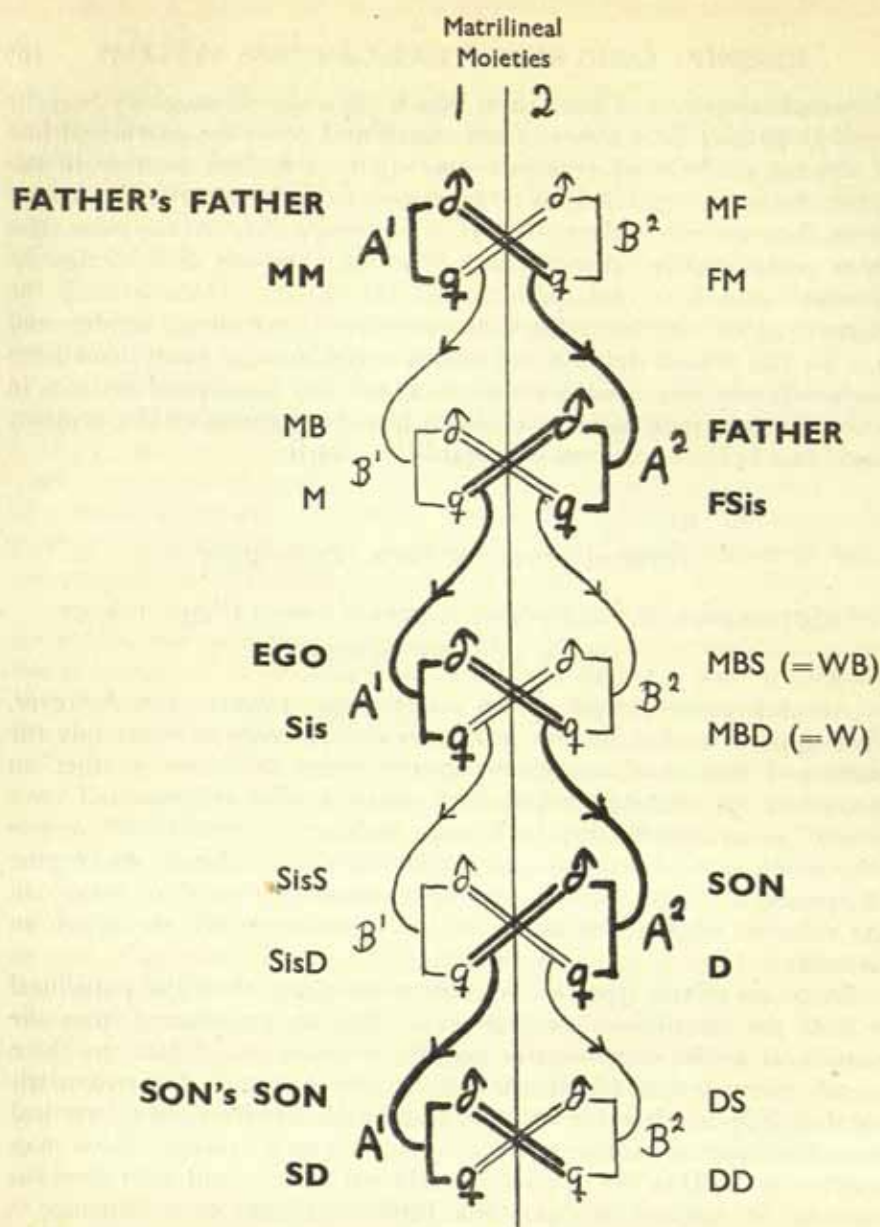 Matrilineal
Moieties
1 2
FATHER's FATHER A¹ B² MF
MM FM
MB B¹ A² FATHER
M FSis
EGO A¹ B² MBS (=WB)
Sis MBD (=W)
SisS B¹ A² SON
SisD D
SON's SON A¹ B² DS
SD DD